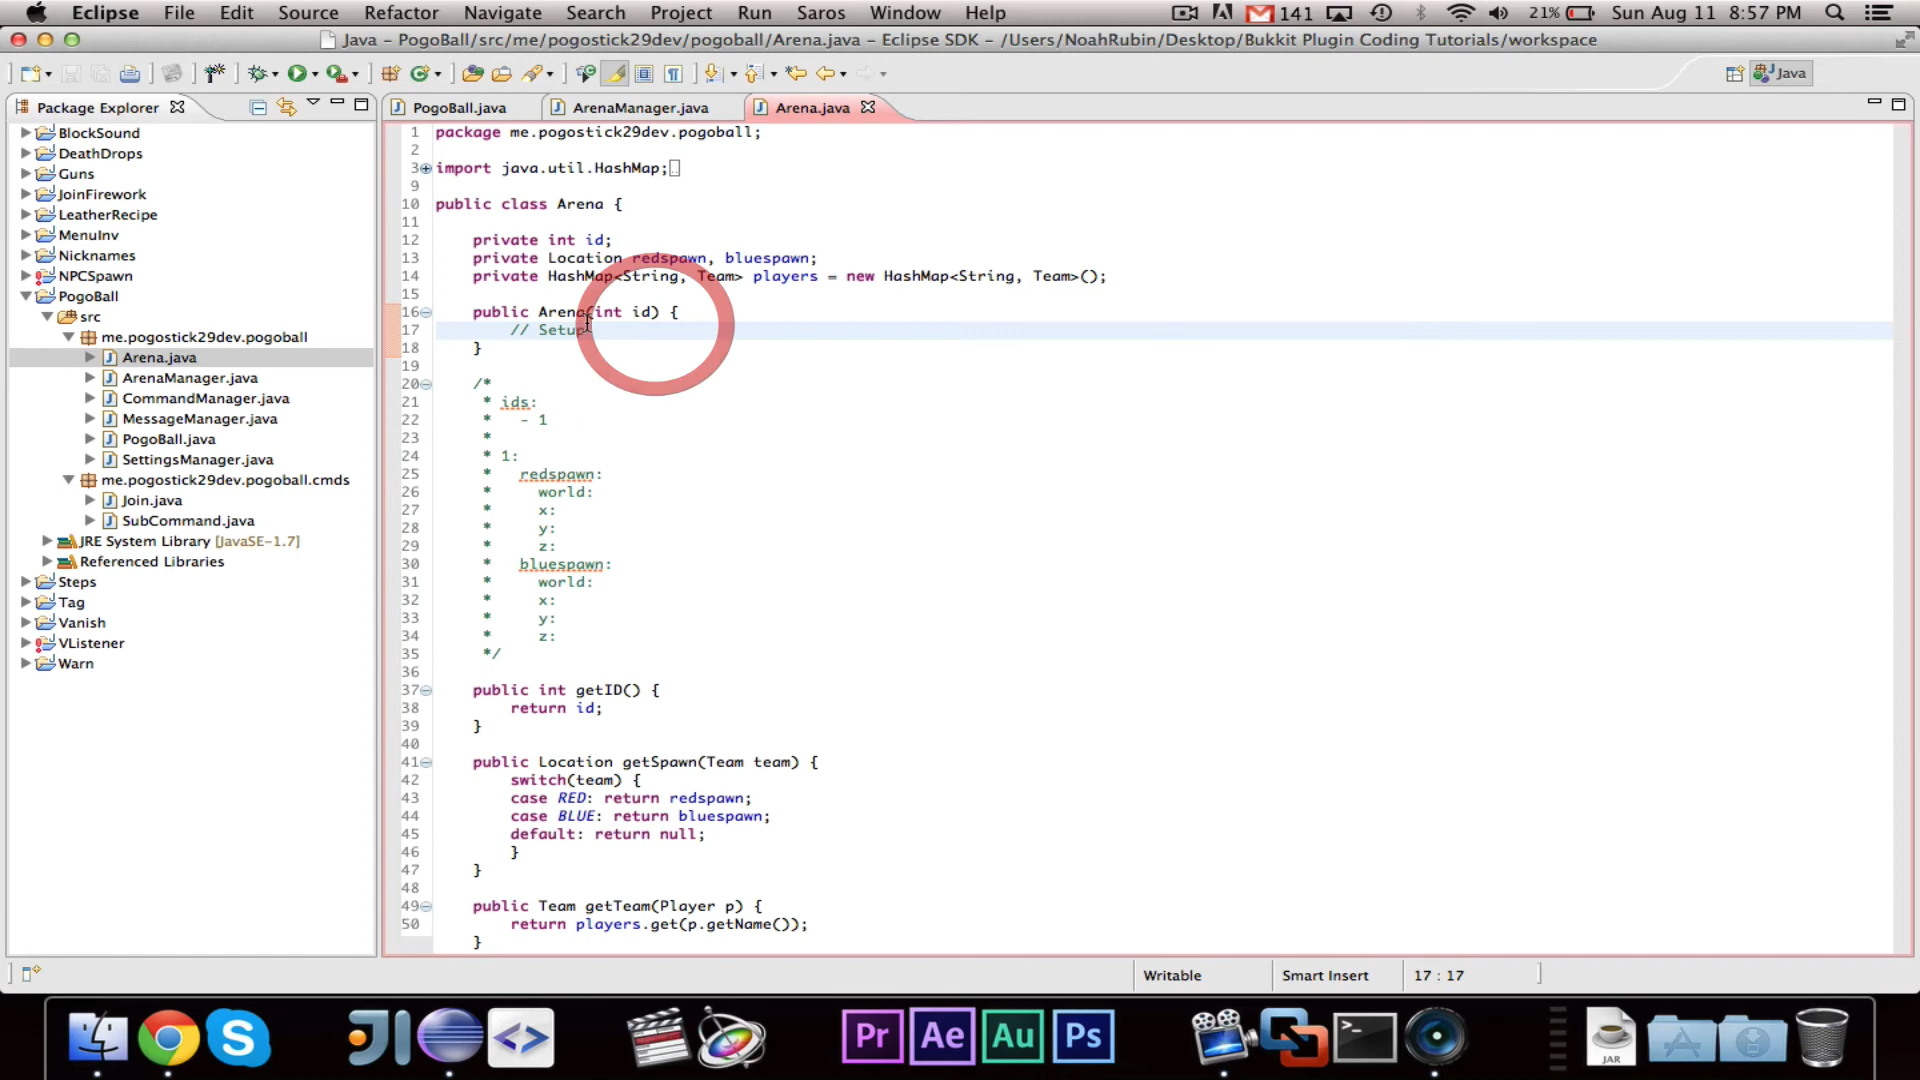 Eclipse File Edit Source Refactor Navigate Search Project Run Saros Window Help 141 21% Sun Aug 11 8:57 PM
Java – PogoBall/src/me/pogostick29dev/pogoball/Arena.java – Eclipse SDK – /Users/NoahRubin/Desktop/Bukkit Plugin Coding Tutorials/workspace
Java
Package Explorer
PogoBall.java ArenaManager.java Arena.java
BlockSound
DeathDrops
Guns
JoinFirework
LeatherRecipe
MenuInv
Nicknames
NPCSpawn
PogoBall
src
me.pogostick29dev.pogoball
Arena.java
ArenaManager.java
CommandManager.java
MessageManager.java
PogoBall.java
SettingsManager.java
me.pogostick29dev.pogoball.cmds
Join.java
SubCommand.java
JRE System Library [JavaSE-1.7]
Referenced Libraries
Steps
Tag
Vanish
VListener
Warn
1 package me.pogostick29dev.pogoball;
2
3 import java.util.HashMap;
9
10 public class Arena {
11
12 private int id;
13 private Location redspawn, bluespawn;
14 private HashMap<String, Team> players = new HashMap<String, Team>();
15
16 public Arena(int id) {
17 // Setup
18 }
19
20 /*
21 * ids:
22 * - 1
23 *
24 * 1:
25 * redspawn:
26 * world:
27 * x:
28 * y:
29 * z:
30 * bluespawn:
31 * world:
32 * x:
33 * y:
34 * z:
35 */
36
37 public int getID() {
38 return id;
39 }
40
41 public Location getSpawn(Team team) {
42 switch(team) {
43 case RED: return redspawn;
44 case BLUE: return bluespawn;
45 default: return null;
46 }
47 }
48
49 public Team getTeam(Player p) {
50 return players.get(p.getName());
}
Writable Smart Insert 17 : 17
S JI Pr Ae Au Ps JAR